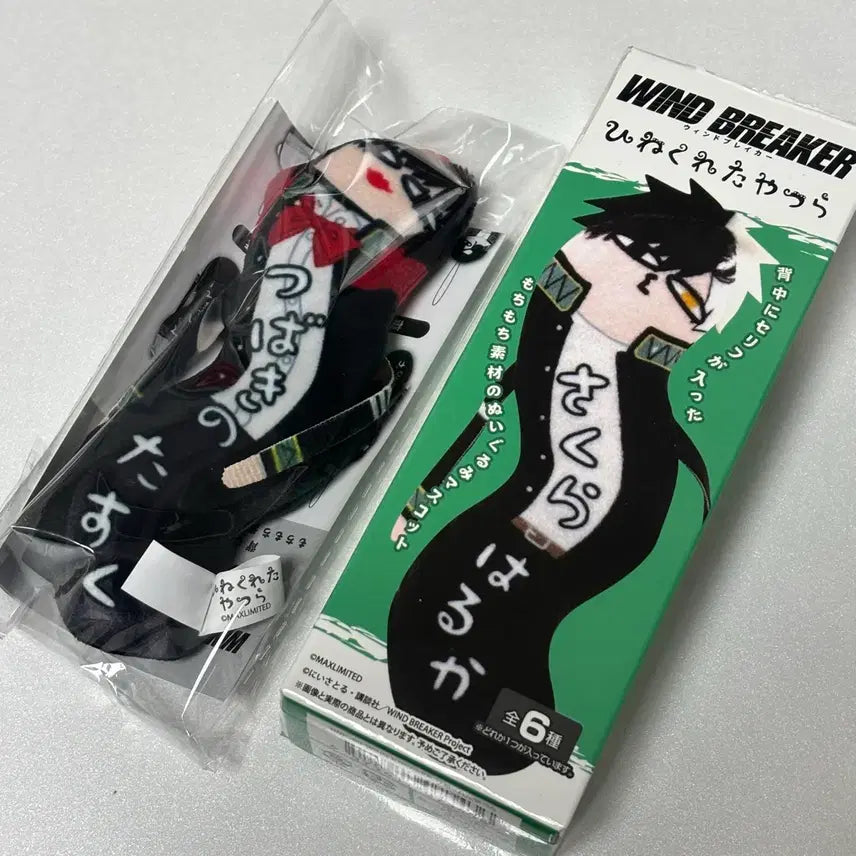 WIND BREAKER
ウィンドブレイカー
ひねくれたやつら
背中にセリフが入った
もちもち素材のぬいぐるみマスコット
さくら
はるか
©MAXLIMITED
©にいさとる・講談社／WIND BREAKER Project
※画像と実際の商品とは異なります。予めご了承ください。
全6種
※どれか1つが入っています。
つばきの
たすく
ひねくれた
やつら
©MAXLIMITED